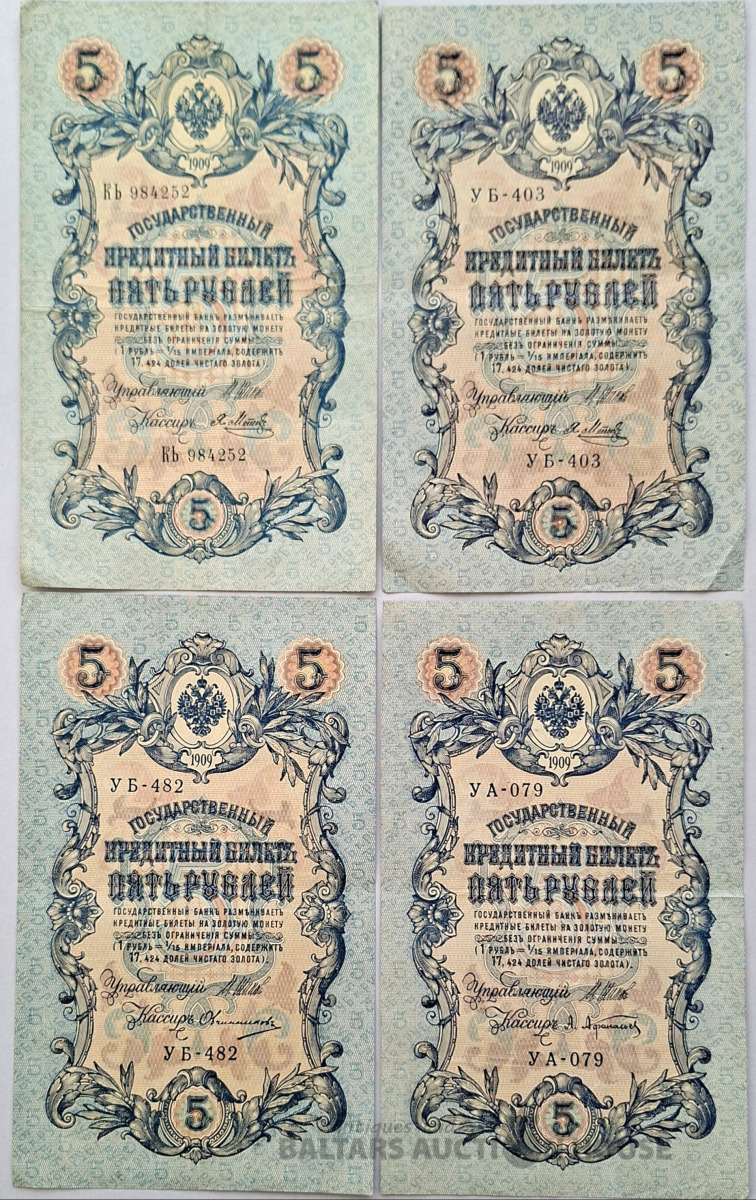 5 5
1909
КЬ 984252
ГОСУДАРСТВЕННЫЙ
КРЕДИТНЫЙ БИЛЕТЪ
ПЯТЬ РУБЛЕЙ
ГОСУДАРСТВЕННЫЙ БАНКЪ РАЗМѢНИВАЕТЪ
КРЕДИТНЫЕ БИЛЕТЫ НА ЗОЛОТУЮ МОНЕТУ
БЕЗЪ ОГРАНИЧЕНІЯ СУММЫ
(1 РУБЛЬ = 1/15 ИМПЕРІАЛА, СОДЕРЖИТЪ
17,424 ДОЛЕЙ ЧИСТАГО ЗОЛОТА).
Управляющій
Кассиръ
КЬ 984252
5
5 5
1909
УБ-403
ГОСУДАРСТВЕННЫЙ
КРЕДИТНЫЙ БИЛЕТЪ
ПЯТЬ РУБЛЕЙ
ГОСУДАРСТВЕННЫЙ БАНКЪ РАЗМѢНИВАЕТЪ
КРЕДИТНЫЕ БИЛЕТЫ НА ЗОЛОТУЮ МОНЕТУ
БЕЗЪ ОГРАНИЧЕНІЯ СУММЫ
(1 РУБЛЬ = 1/15 ИМПЕРІАЛА, СОДЕРЖИТЪ
17,424 ДОЛЕЙ ЧИСТАГО ЗОЛОТА).
Управляющій
Кассиръ
УБ-403
5
5 5
1909
УБ-482
ГОСУДАРСТВЕННЫЙ
КРЕДИТНЫЙ БИЛЕТЪ
ПЯТЬ РУБЛЕЙ
ГОСУДАРСТВЕННЫЙ БАНКЪ РАЗМѢНИВАЕТЪ
КРЕДИТНЫЕ БИЛЕТЫ НА ЗОЛОТУЮ МОНЕТУ
БЕЗЪ ОГРАНИЧЕНІЯ СУММЫ
(1 РУБЛЬ = 1/15 ИМПЕРІАЛА, СОДЕРЖИТЪ
17,424 ДОЛЕЙ ЧИСТАГО ЗОЛОТА).
Управляющій
Кассиръ Овчинниковъ
УБ-482
5
5 5
1909
УА-079
ГОСУДАРСТВЕННЫЙ
КРЕДИТНЫЙ БИЛЕТЪ
ПЯТЬ РУБЛЕЙ
ГОСУДАРСТВЕННЫЙ БАНКЪ РАЗМѢНИВАЕТЪ
КРЕДИТНЫЕ БИЛЕТЫ НА ЗОЛОТУЮ МОНЕТУ
БЕЗЪ ОГРАНИЧЕНІЯ СУММЫ
(1 РУБЛЬ = 1/15 ИМПЕРІАЛА, СОДЕРЖИТЪ
17,424 ДОЛЕЙ ЧИСТАГО ЗОЛОТА).
Управляющій
Кассиръ А. Афанасьев
УА-079
5
BALTARS